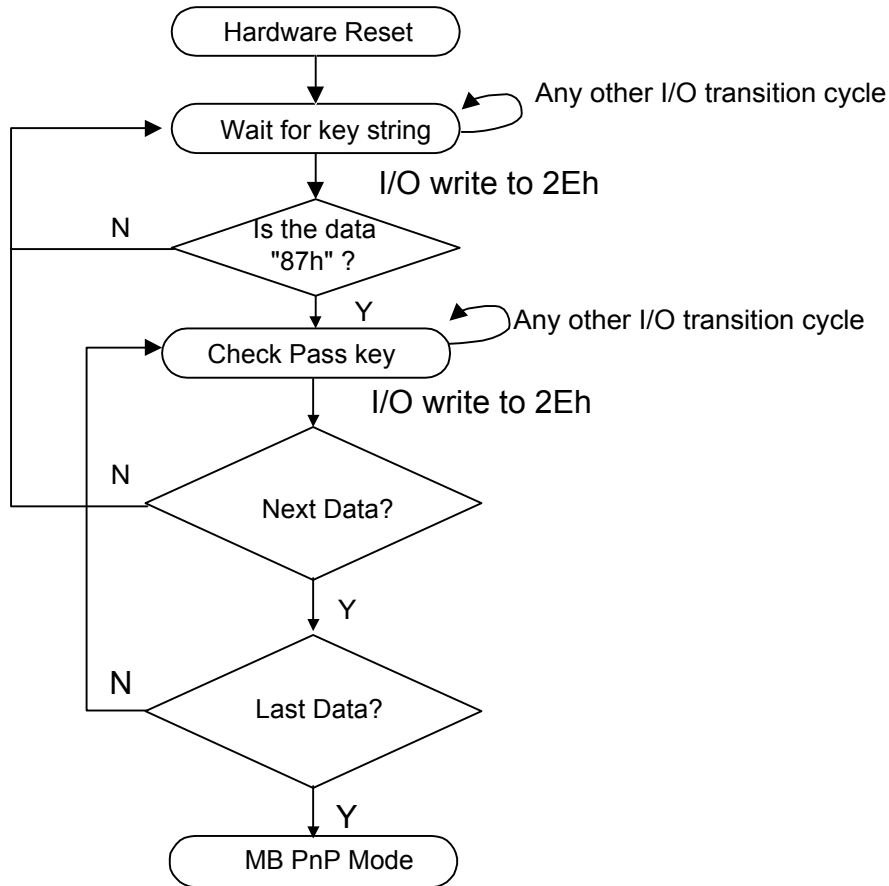 Hardware Reset
Any other I/O transition cycle
Wait for key string
I/O write to 2Eh
N
Is the data
"87h" ?
Y
Any other I/O transition cycle
Check Pass key
I/O write to 2Eh
N
Next Data?
Y
N
Last Data?
Y
MB PnP Mode